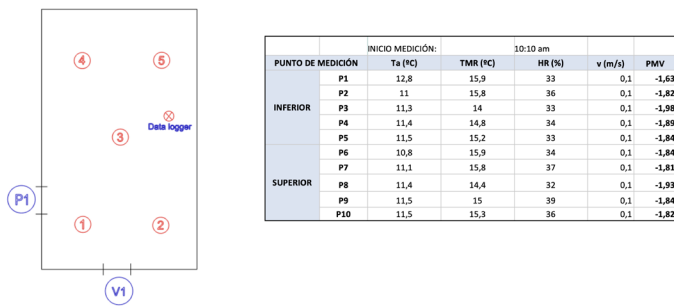 4
5
Data logger
3
P1
1
2
V1
INICIO MEDICIÓN: 10:10 am
PUNTO DE MEDICIÓN Ta (ºC) TMR (ºC) HR (%) v (m/s) PMV
INFERIOR
P1 12,8 15,9 33 0,1 -1,63
P2 11 15,8 36 0,1 -1,82
P3 11,3 14 33 0,1 -1,98
P4 11,4 14,8 34 0,1 -1,89
P5 11,5 15,2 33 0,1 -1,84
SUPERIOR
P6 10,8 15,9 34 0,1 -1,84
P7 11,1 15,8 37 0,1 -1,81
P8 11,4 14,4 32 0,1 -1,93
P9 11,5 15 39 0,1 -1,84
P10 11,5 15,3 36 0,1 -1,82